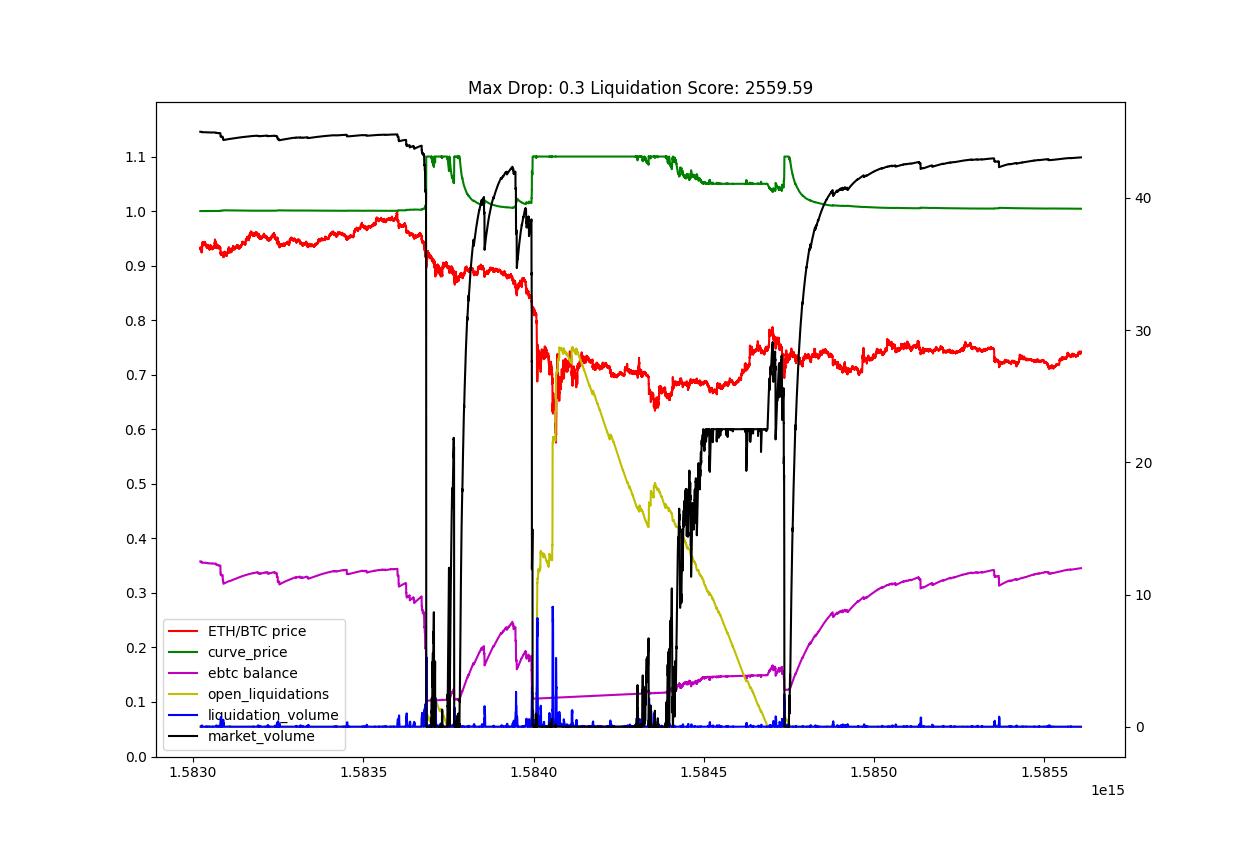 Max Drop: 0.3 Liquidation Score: 2559.59
1.1
1.0
0.9
0.8
0.7
0.6
0.5
0.4
0.3
0.2
0.1
0.0
40
30
20
10
0
ETH/BTC price
curve_price
ebtc balance
open_liquidations
liquidation_volume
market_volume
1.5830 1.5835 1.5840 1.5845 1.5850 1.5855
1e15